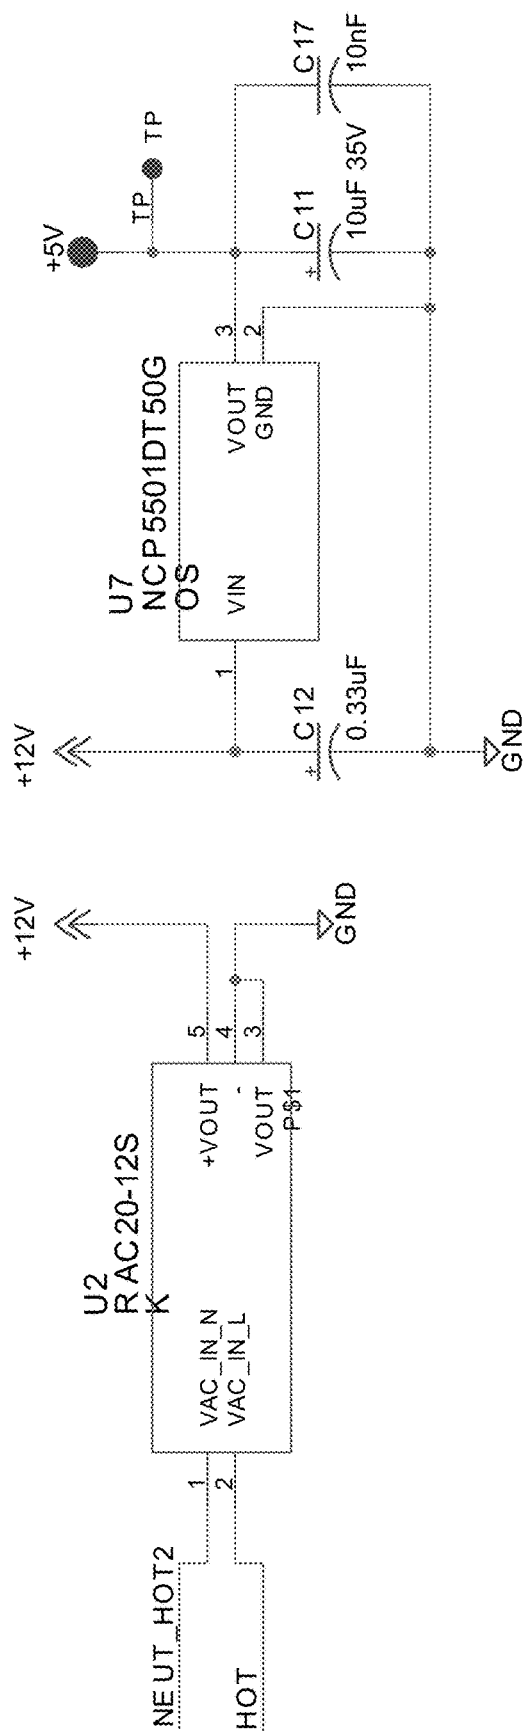 NEUT_HOT2
HOT
1
2
U2
RAC20-12S
K
VAC_IN_N
VAC_IN_L
+VOUT
-
VOUT
PS1
5
4
3
+12V
GND
+12V
1
C12
0.33uF
GND
U7
NCP5501DT50G
OS
VIN
VOUT
GND
3
2
+5V
TP
TP
C11
10uF 35V
C17
10nF
+
+